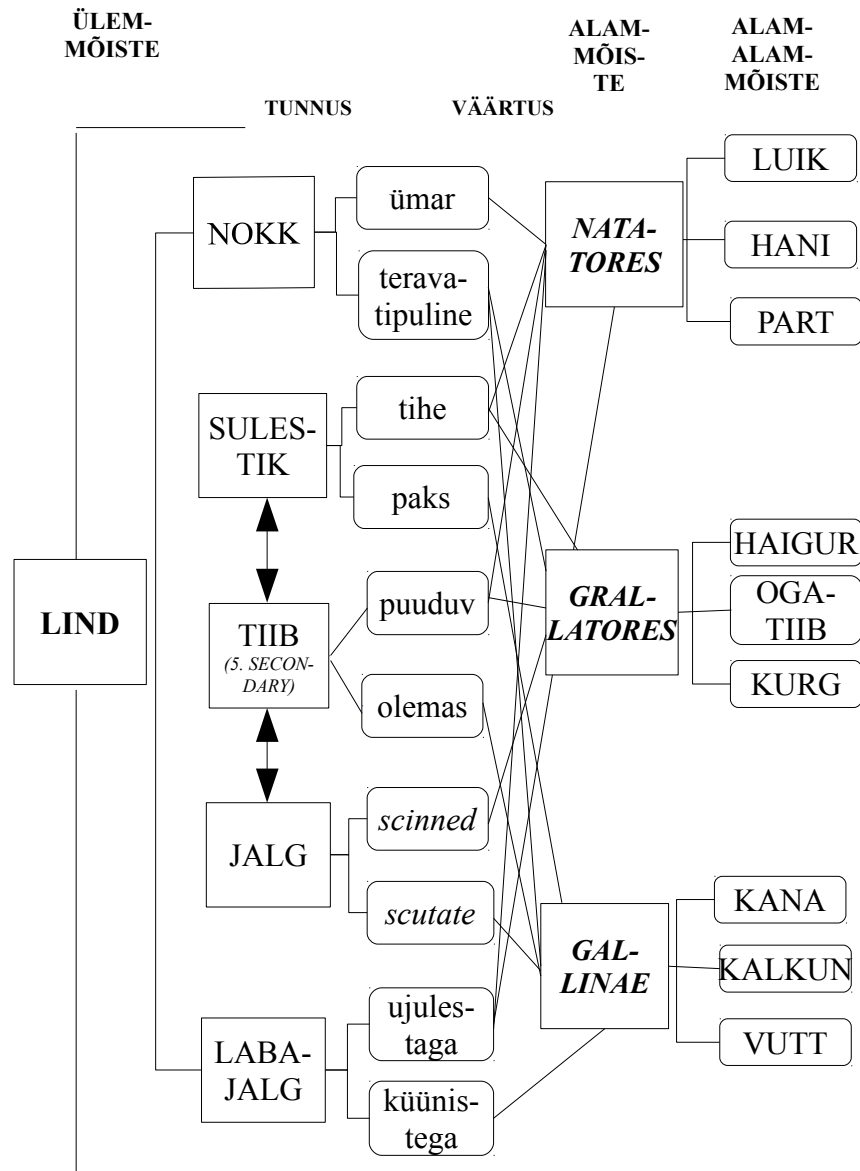 ÜLEM-
MÕISTE
TUNNUS
VÄÄRTUS
ALAM-
MÕIS-
TE
ALAM-
ALAM-
MÕISTE
LIND
NOKK
ümar
terava-
tipuline
SULES-
TIK
tihe
paks
TIIB
(5. SECON-
DARY)
puuduv
olemas
JALG
scinned
scutate
LABA-
JALG
ujules-
taga
küünis-
tega
NATA-
TORES
LUIK
HANI
PART
GRAL-
LATORES
HAIGUR
OGA-
TIIB
KURG
GAL-
LINAE
KANA
KALKUN
VUTT